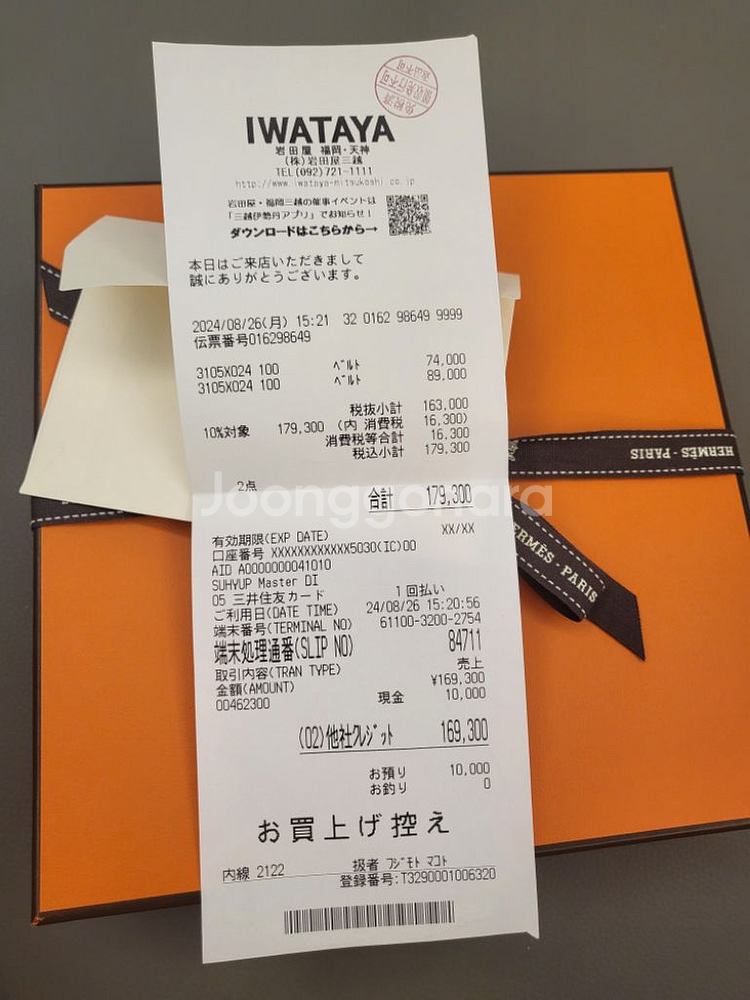 免税済
領収発行不可
IWATAYA
岩田屋 福岡・天神
(株)岩田屋三越
TEL(092)721-1111
http://www.iwataya-mitsukoshi.co.jp
岩田屋・福岡三越の催事イベントは
「三越伊勢丹アプリ」でお知らせ!
ダウンロードはこちらから→
本日はご来店いただきまして
誠にありがとうございます。
2024/08/26(月) 15:21 32 0162 98649 9999
伝票番号016298649
3105X024 100 ベルト 74,000
3105X024 100 ベルト 89,000
税抜小計 163,000
10%対象 179,300 (内 消費税 16,300)
消費税等合計 16,300
税込小計 179,300
2点
合計 179,300
Joonggonara
有効期限(EXP DATE) XX/XX
口座番号 XXXXXXXXXXXX5030(IC)00
AID A0000000041010
SUHYUP Master DI
05 三井住友カード 1回払い
ご利用日(DATE TIME) 24/08/26 15:20:56
端末番号(TERMINAL NO) 61100-3200-2754
端末処理通番(SLIP NO) 84711
取引内容(TRAN TYPE) 売上
金額(AMOUNT) ¥169,300
00462300 現金 10,000
(02)他社クレジット 169,300
お預り 10,000
お釣り 0
お買上げ控え
内線 2122 扱者 フジモト マコト
登録番号:T3290001006320
HERMÈS-PARIS
ERMÈS PARIS